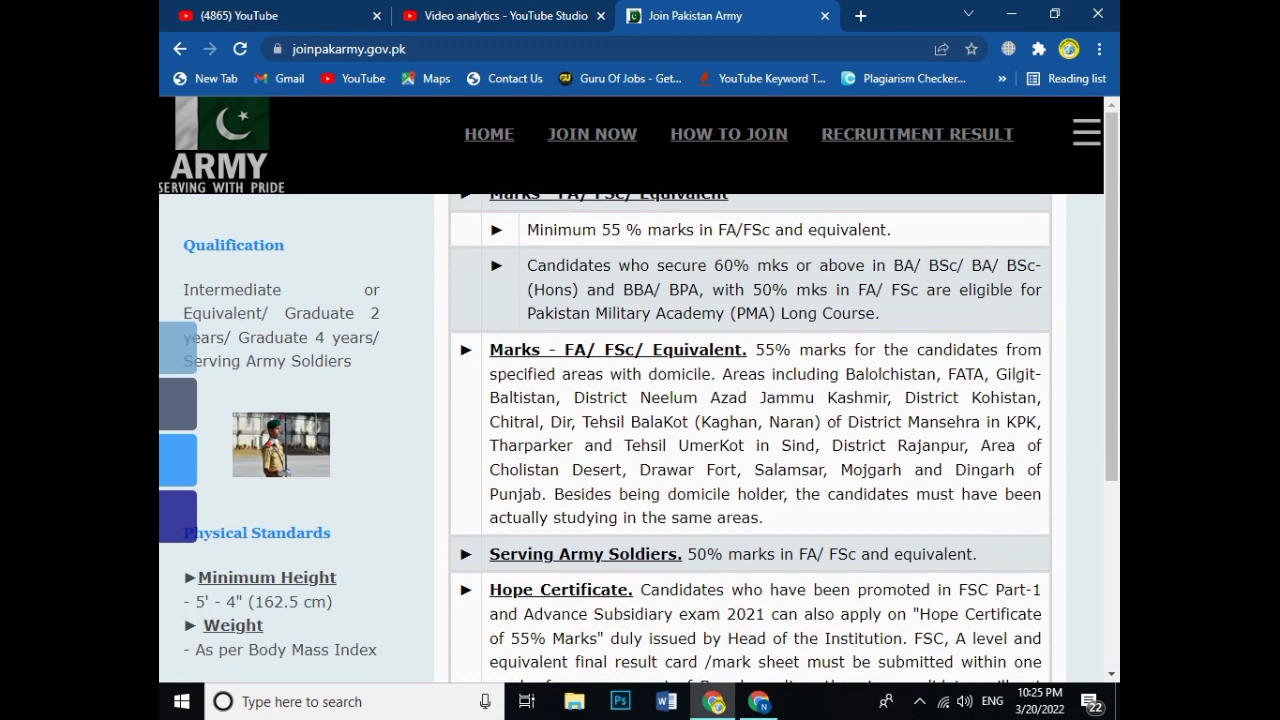 (4865) YouTube
Video analytics - YouTube Studio
Join Pakistan Army
joinpakarmy.gov.pk
New Tab
Gmail
YouTube
Maps
Contact Us
Guru Of Jobs - Get...
YouTube Keyword T...
Plagiarism Checker...
»
Reading list
ARMY
SERVING WITH PRIDE
HOME
JOIN NOW
HOW TO JOIN
RECRUITMENT RESULT
Qualification
Intermediate or
Equivalent/ Graduate 2
years/ Graduate 4 years/
Serving Army Soldiers
Physical Standards
►Minimum Height
- 5' - 4" (162.5 cm)
► Weight
- As per Body Mass Index
► Marks - FA/ FSc/ Equivalent
► Minimum 55 % marks in FA/FSc and equivalent.
► Candidates who secure 60% mks or above in BA/ BSc/ BA/ BSc-
(Hons) and BBA/ BPA, with 50% mks in FA/ FSc are eligible for
Pakistan Military Academy (PMA) Long Course.
► Marks - FA/ FSc/ Equivalent. 55% marks for the candidates from
specified areas with domicile. Areas including Balolchistan, FATA, Gilgit-
Baltistan, District Neelum Azad Jammu Kashmir, District Kohistan,
Chitral, Dir, Tehsil BalaKot (Kaghan, Naran) of District Mansehra in KPK,
Tharparker and Tehsil UmerKot in Sind, District Rajanpur, Area of
Cholistan Desert, Drawar Fort, Salamsar, Mojgarh and Dingarh of
Punjab. Besides being domicile holder, the candidates must have been
actually studying in the same areas.
► Serving Army Soldiers. 50% marks in FA/ FSc and equivalent.
► Hope Certificate. Candidates who have been promoted in FSC Part-1
and Advance Subsidiary exam 2021 can also apply on "Hope Certificate
of 55% Marks" duly issued by Head of the Institution. FSC, A level and
equivalent final result card /mark sheet must be submitted within one
Type here to search
Ps
W
N
ENG
10:25 PM
3/20/2022
22